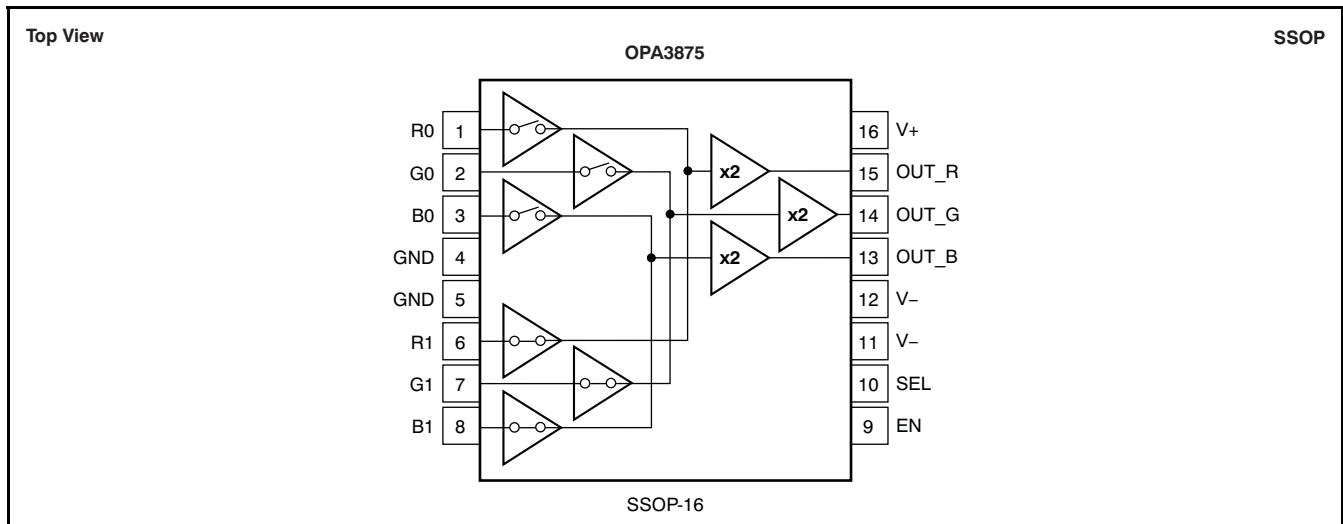 Top View
SSOP
OPA3875
R0 1
G0 2
B0 3
GND 4
GND 5
R1 6
G1 7
B1 8
x2
x2
x2
16 V+
15 OUT_R
14 OUT_G
13 OUT_B
12 V−
11 V−
10 SEL
9 EN
SSOP-16